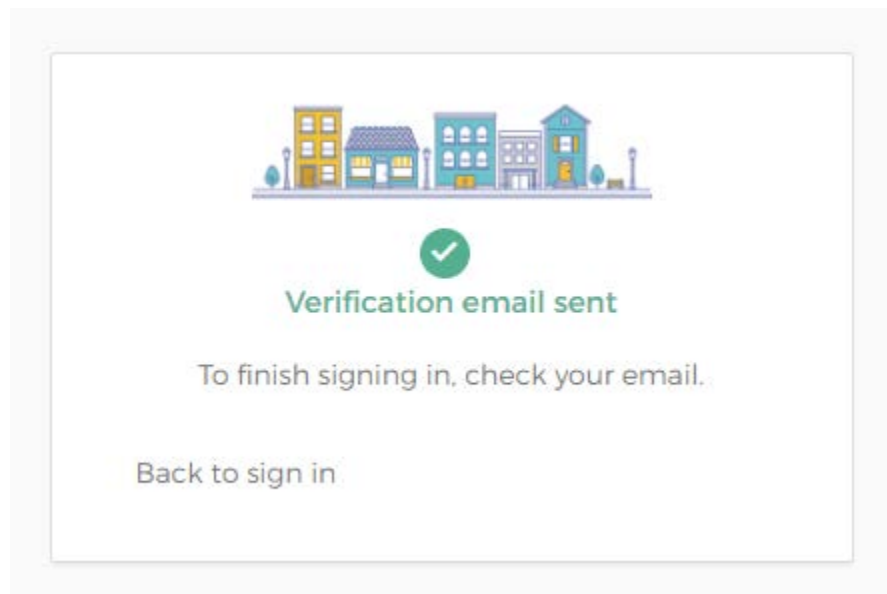 Verification email sent
To finish signing in, check your email.
Back to sign in